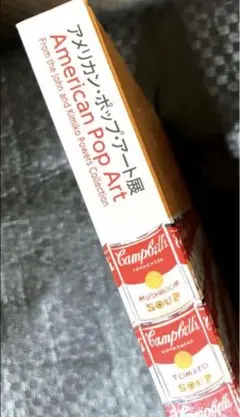 アメリカン・ポップ・アート展
American Pop Art
From the John and Kimiko Powers Collection
Campbell's
CONDENSED
MUSHROOM
SOUP
Campbell's
CONDENSED
TOMATO
SOUP